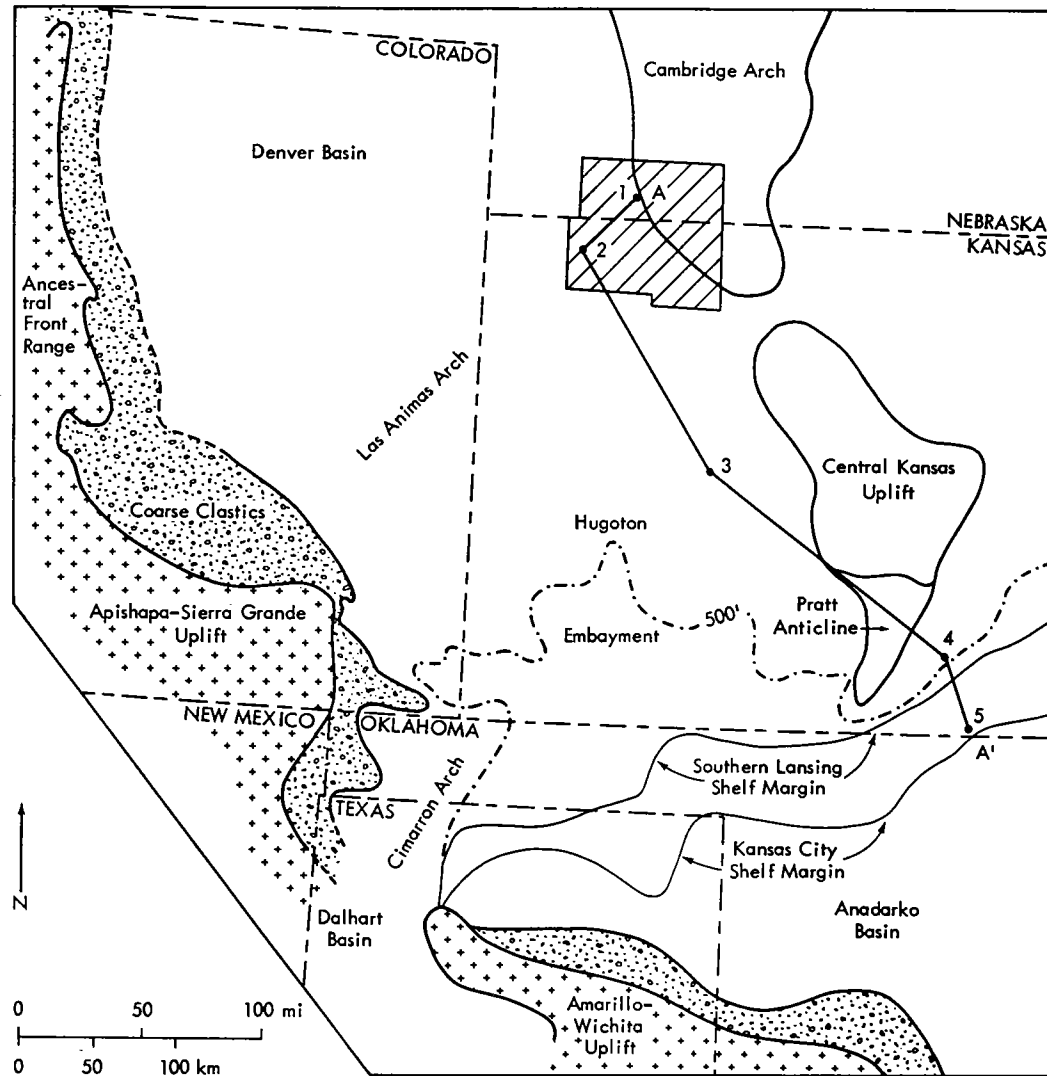 COLORADO
Cambridge Arch
Denver Basin
1
A
NEBRASKA
KANSAS
2
Ances-
tral
Front
Range
Las Animas Arch
3
Central Kansas
Uplift
Coarse Clastics
Hugoton
500'
Embayment
Pratt
Anticline
Apishapa-Sierra Grande
Uplift
4
NEW MEXICO
OKLAHOMA
5
A'
Southern Lansing
Shelf Margin
TEXAS
Cimarron Arch
Kansas City
Shelf Margin
N
Dalhart
Basin
Anadarko
Basin
Amarillo-
Wichita
Uplift
0 50 100 mi
0 50 100 km